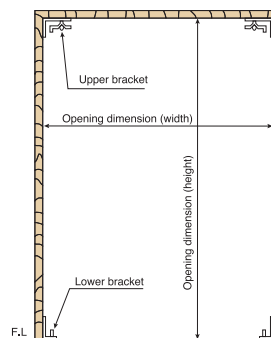 Upper bracket
Opening dimension (width)
Opening dimension (height)
Lower bracket
F.L